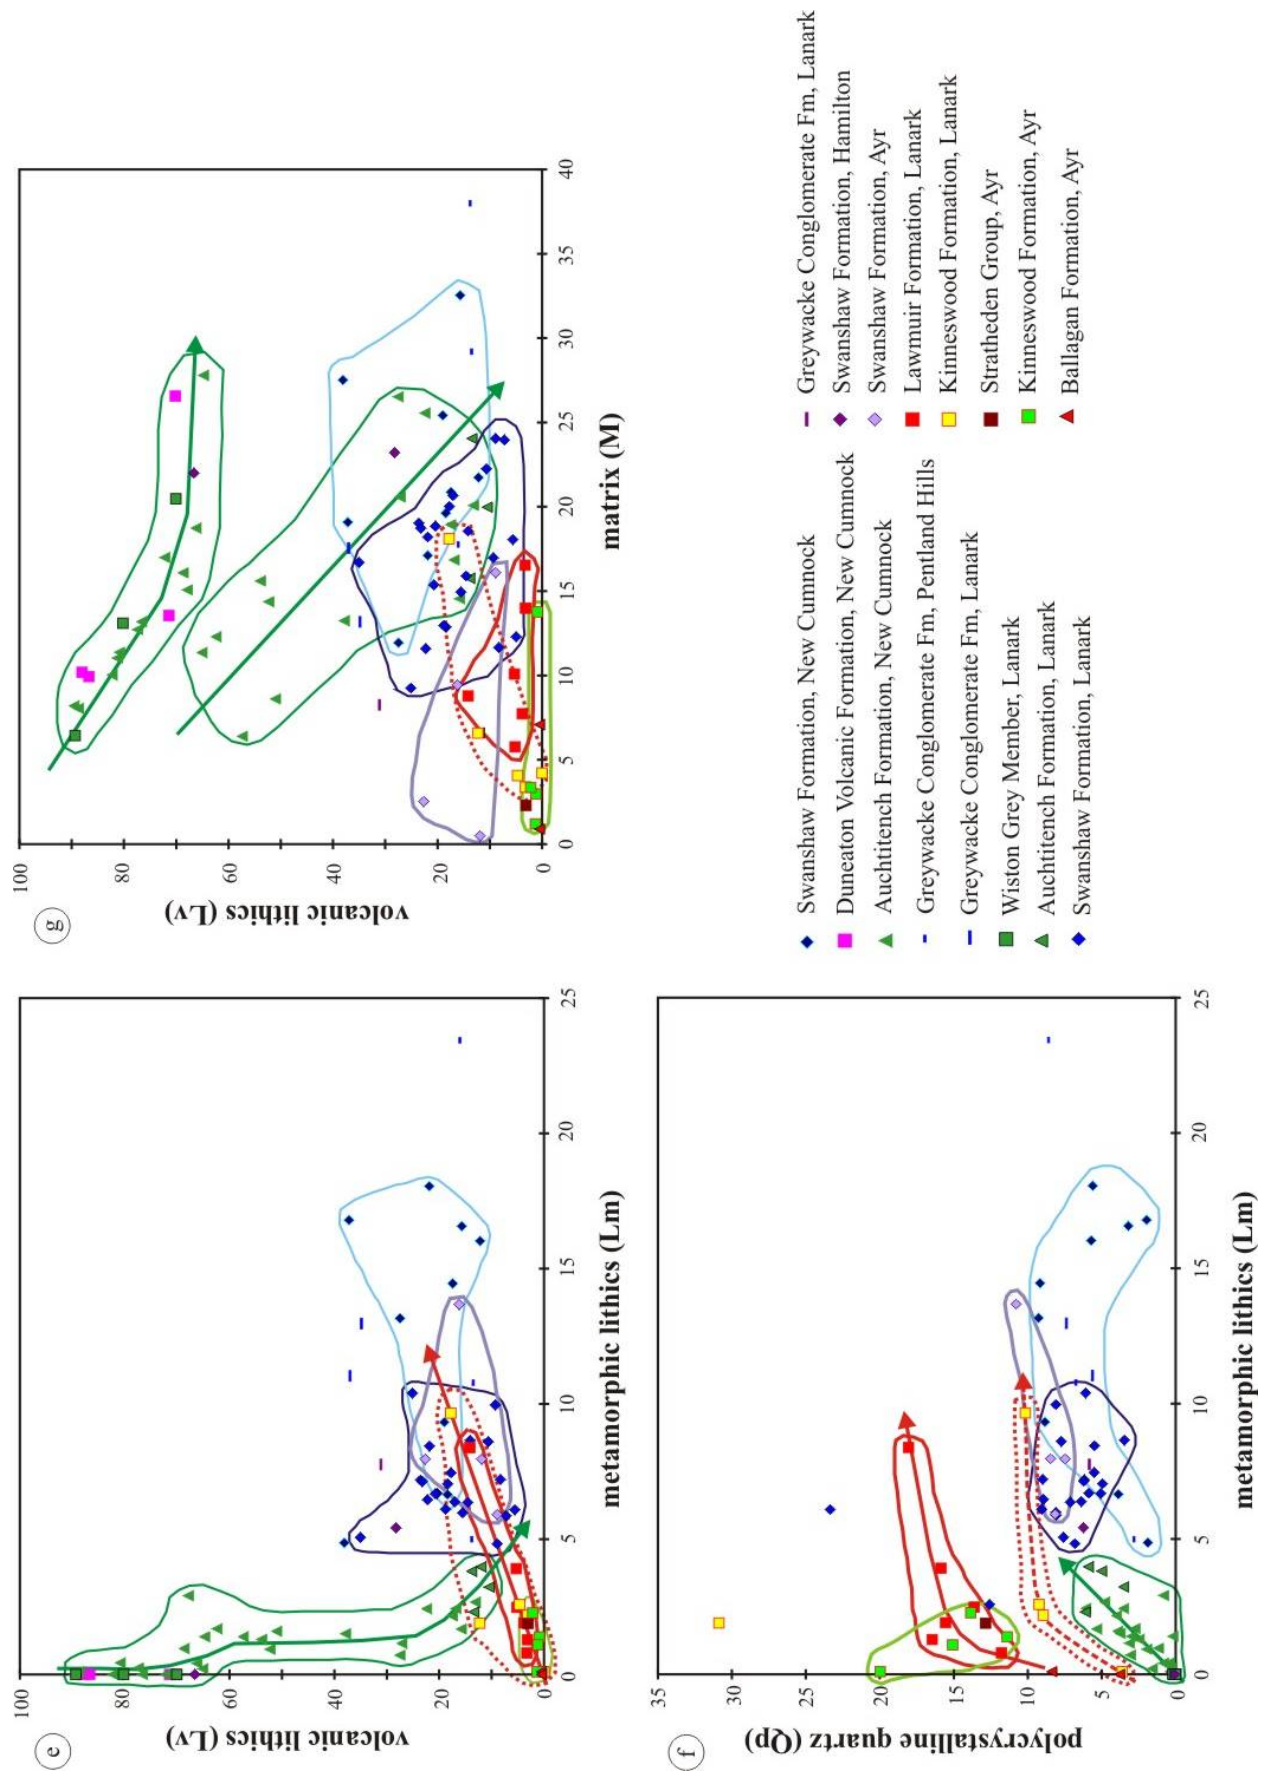 e
volcanic lithics (Lv)
100
80
60
40
20
0
0 5 10 15 20 25
metamorphic lithics (Lm)
g
volcanic lithics (Lv)
100
80
60
40
20
0
0 5 10 15 20 25 30 35 40
matrix (M)
f
polycrystalline quartz (Qp)
35
30
25
20
15
10
5
0
0 5 10 15 20 25
metamorphic lithics (Lm)
Swanshaw Formation, New Cumnock
Duneaton Volcanic Formation, New Cumnock
Auchtitench Formation, New Cumnock
Greywacke Conglomerate Fm, Pentland Hills
Greywacke Conglomerate Fm, Lanark
Wiston Grey Member, Lanark
Auchtitench Formation, Lanark
Swanshaw Formation, Lanark
Greywacke Conglomerate Fm, Lanark
Swanshaw Formation, Hamilton
Swanshaw Formation, Ayr
Lawmuir Formation, Lanark
Kinneswood Formation, Lanark
Stratheden Group, Ayr
Kinneswood Formation, Ayr
Ballagan Formation, Ayr